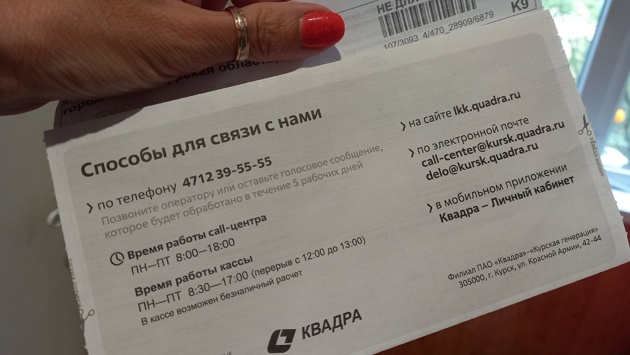 НЕ ДЛЯ
107/3093 4/470_28909/6879
К9
Способы для связи с нами
по телефону 4712 39-55-55
Позвоните оператору или оставьте голосовое сообщение,
которое будет обработано в течение 5 рабочих дней
Время работы call-центра
ПН—ПТ 8:00—18:00
Время работы кассы
ПН—ПТ 8:30—17:00 (перерыв с 12:00 до 13:00)
В кассе возможен безналичный расчет
на сайте lkk.quadra.ru
по электронной почте
call-center@kursk.quadra.ru
delo@kursk.quadra.ru
в мобильном приложении
Квадра – Личный кабинет
Филиал ПАО «Квадра»-«Курская генерация»
305000, г. Курск, ул. Красной Армии, 42-44
КВАДРА